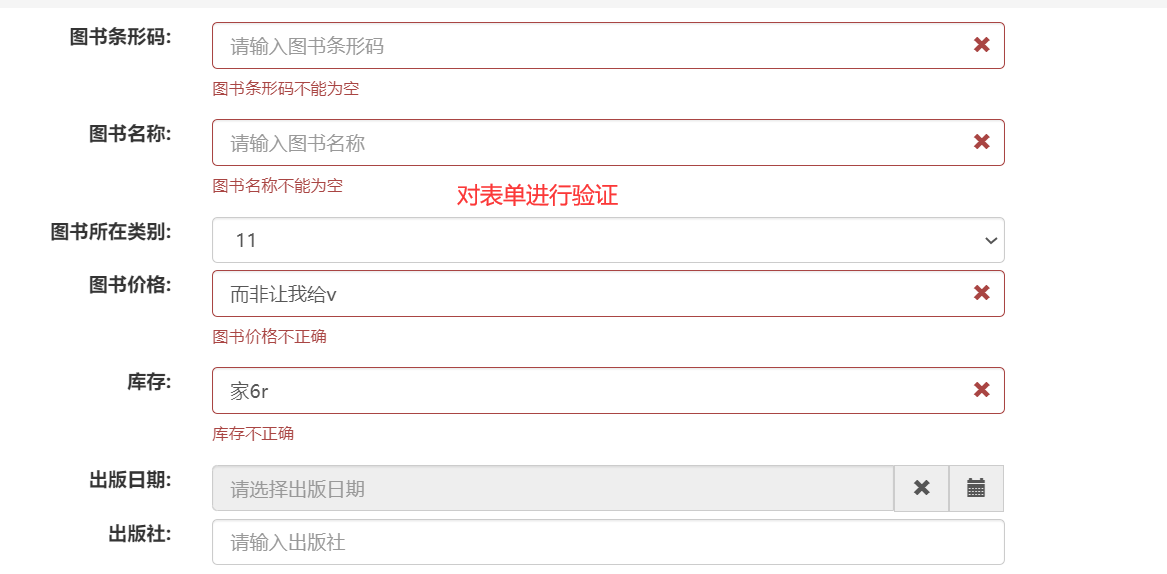 图书条形码:
请输入图书条形码
图书条形码不能为空
图书名称:
请输入图书名称
图书名称不能为空
对表单进行验证
图书所在类别:
11
图书价格:
而非让我给v
图书价格不正确
库存:
家6r
库存不正确
出版日期:
请选择出版日期
出版社:
请输入出版社